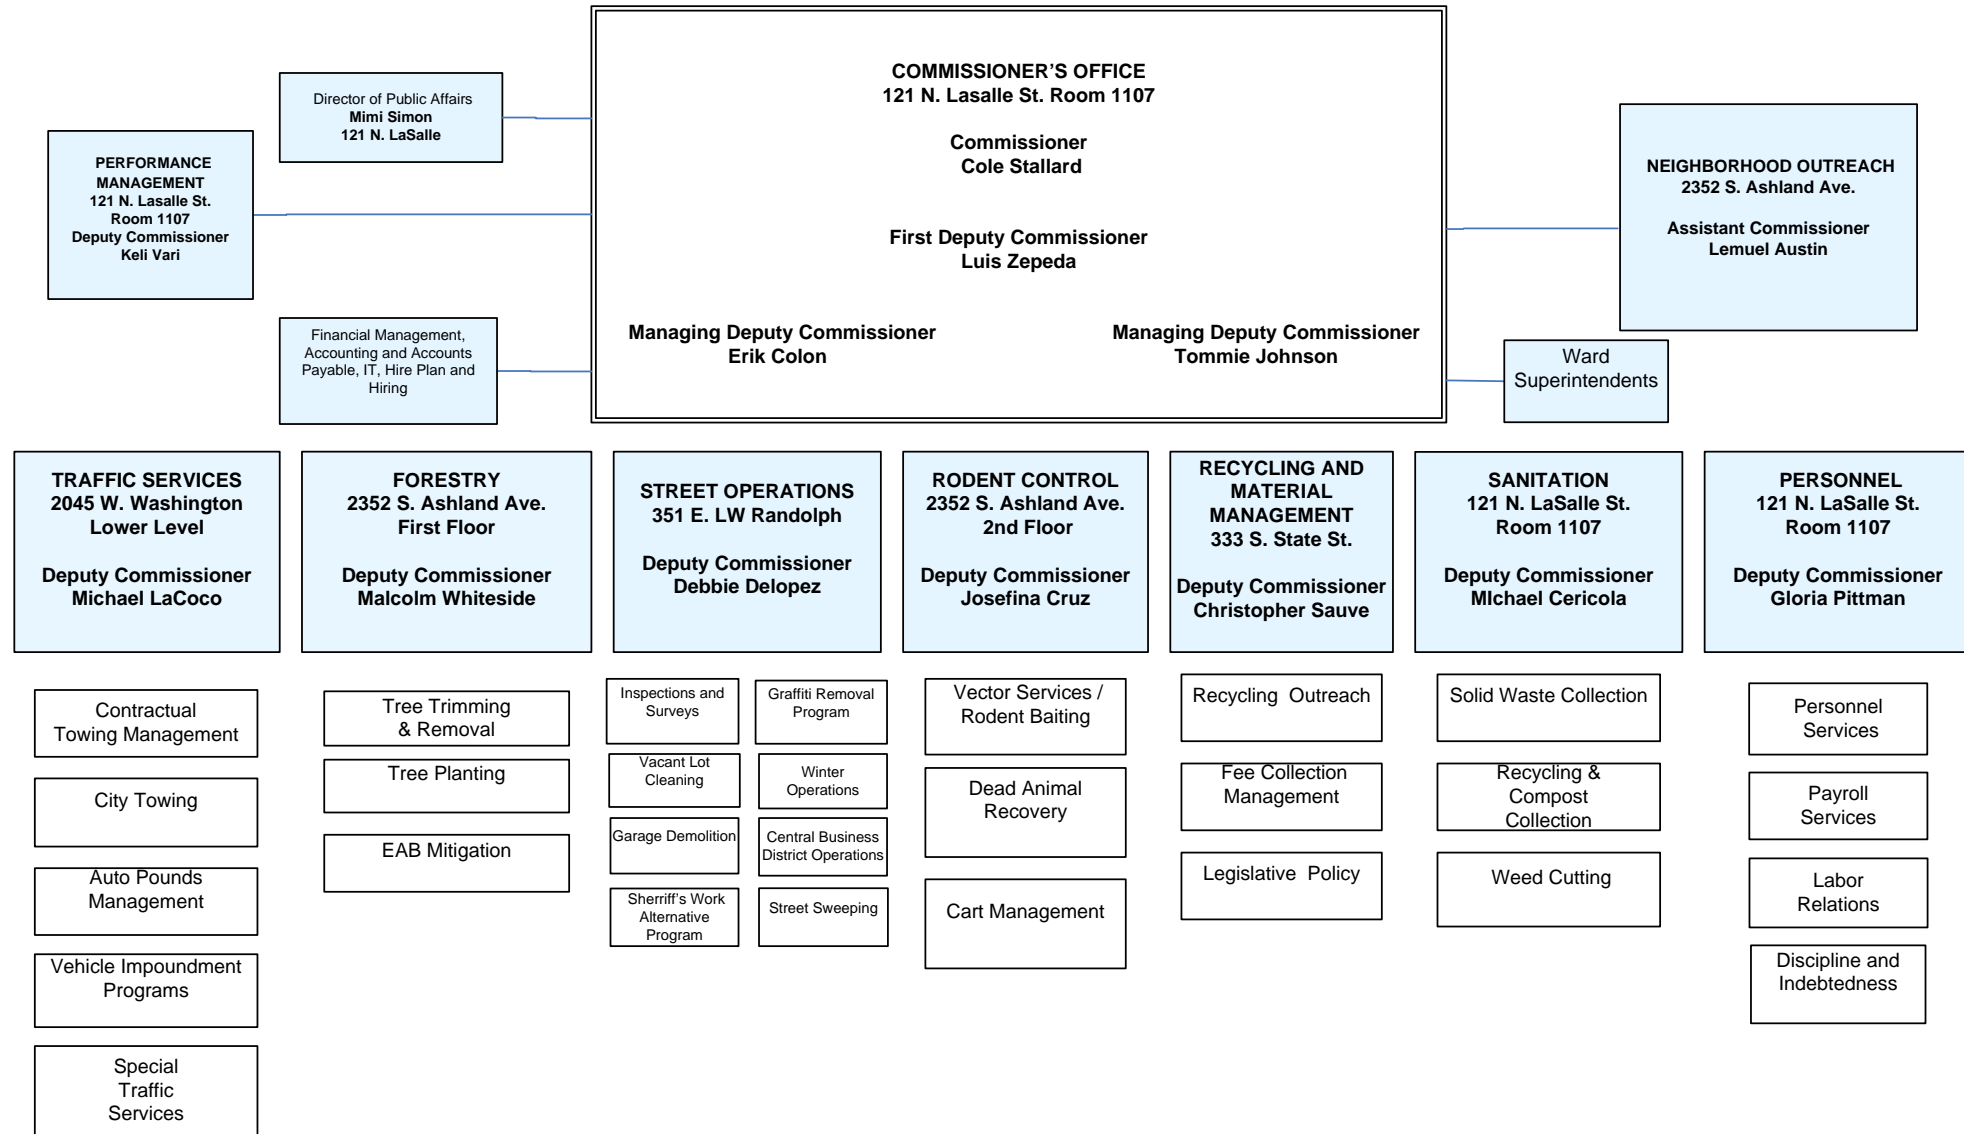 COMMISSIONER'S OFFICE
121 N. Lasalle St. Room 1107
Commissioner
Cole Stallard
First Deputy Commissioner
Luis Zepeda
Managing Deputy Commissioner
Erik Colon
Managing Deputy Commissioner
Tommie Johnson
Director of Public Affairs
Mimi Simon
121 N. LaSalle
PERFORMANCE
MANAGEMENT
121 N. Lasalle St.
Room 1107
Deputy Commissioner
Keli Vari
Financial Management,
Accounting and Accounts
Payable, IT, Hire Plan and
Hiring
NEIGHBORHOOD OUTREACH
2352 S. Ashland Ave.
Assistant Commissioner
Lemuel Austin
Ward
Superintendents
TRAFFIC SERVICES
2045 W. Washington
Lower Level
Deputy Commissioner
Michael LaCoco
Contractual
Towing Management
City Towing
Auto Pounds
Management
Vehicle Impoundment
Programs
Special
Traffic
Services
FORESTRY
2352 S. Ashland Ave.
First Floor
Deputy Commissioner
Malcolm Whiteside
Tree Trimming
& Removal
Tree Planting
EAB Mitigation
STREET OPERATIONS
351 E. LW Randolph
Deputy Commissioner
Debbie Delopez
Inspections and
Surveys
Graffiti Removal
Program
Vacant Lot
Cleaning
Winter
Operations
Garage Demolition
Central Business
District Operations
Sherriff's Work
Alternative
Program
Street Sweeping
RODENT CONTROL
2352 S. Ashland Ave.
2nd Floor
Deputy Commissioner
Josefina Cruz
Vector Services /
Rodent Baiting
Dead Animal
Recovery
Cart Management
RECYCLING AND
MATERIAL
MANAGEMENT
333 S. State St.
Deputy Commissioner
Christopher Sauve
Recycling Outreach
Fee Collection
Management
Legislative Policy
SANITATION
121 N. LaSalle St.
Room 1107
Deputy Commissioner
MIchael Cericola
Solid Waste Collection
Recycling &
Compost
Collection
Weed Cutting
PERSONNEL
121 N. LaSalle St.
Room 1107
Deputy Commissioner
Gloria Pittman
Personnel
Services
Payroll
Services
Labor
Relations
Discipline and
Indebtedness